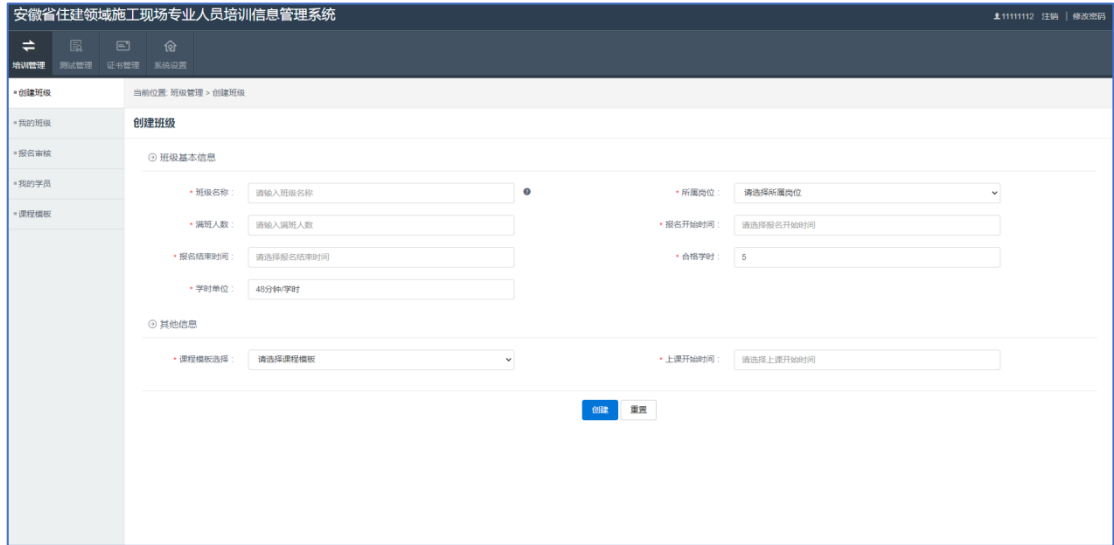 安徽省住建领域施工现场专业人员培训信息管理系统
11111112 注销 | 修改密码
培训管理 测试管理 证书管理 系统设置
创建班级
当前位置: 班级管理 > 创建班级
我的班级
创建班级
报名审核
班级基本信息
我的学员
* 班级名称 : 请输入班级名称
* 所属岗位 : 请选择所属岗位
课程模板
* 满班人数 : 请输入满班人数
* 报名开始时间 : 请选择报名开始时间
* 报名结束时间 : 请选择报名结束时间
* 合格学时 : 5
* 学时单位 : 45分钟/学时
其他信息
* 课程模板选择 : 请选择课程模板
* 上课开始时间 : 请选择上课开始时间
创建 重置